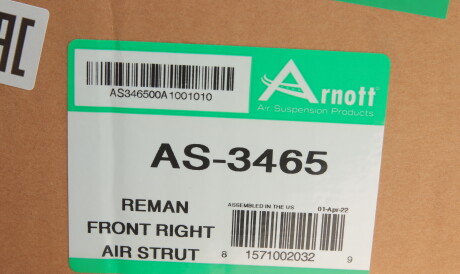 AS346500A1001010
Arnott
Air Suspension Products
AS-3465
REMAN
FRONT RIGHT
AIR STRUT
ASSEMBLED IN THE US
01-Apr-22
8 1571002032 9